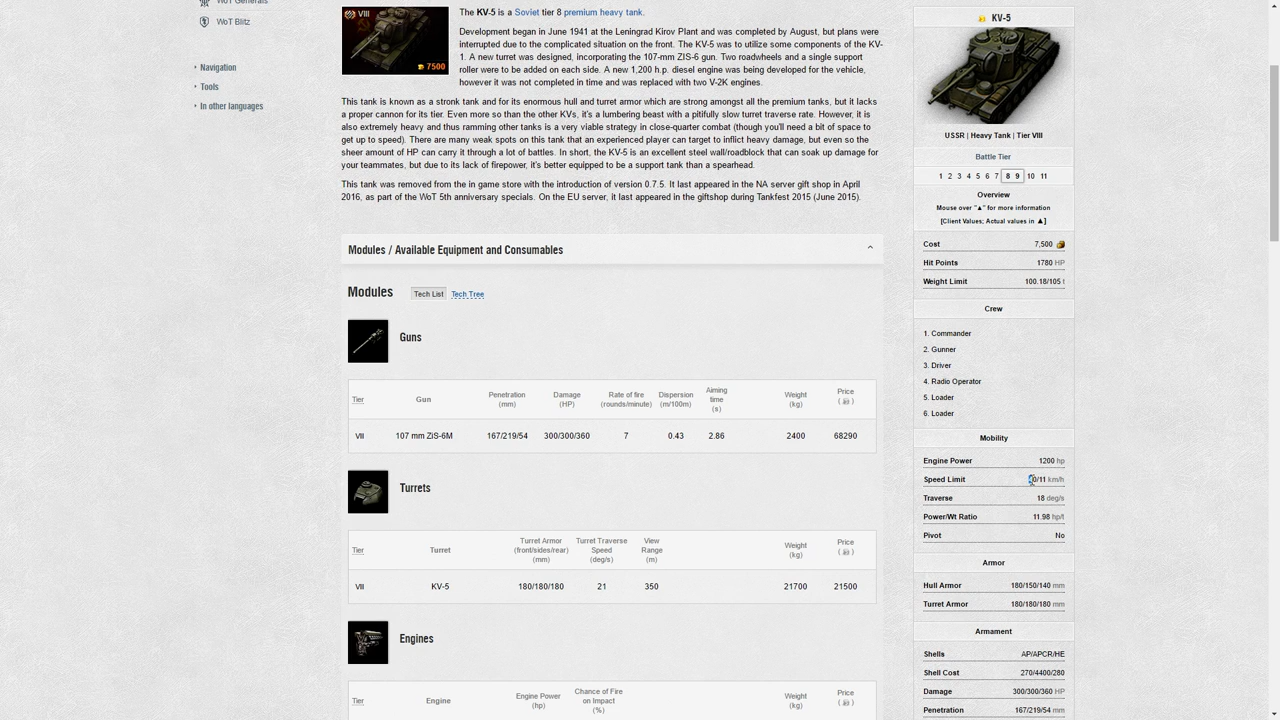 WoT Generals
WoT Blitz
Navigation
Tools
In other languages
VIII
7500
The KV-5 is a Soviet tier 8 premium heavy tank.
Development began in June 1941 at the Leningrad Kirov Plant and was completed by August, but plans were
interrupted due to the complicated situation on the front. The KV-5 was to utilize some components of the KV-
1. A new turret was designed, incorporating the 107-mm ZIS-6 gun. Two roadwheels and a single support
roller were to be added on each side. A new 1,200 h.p. diesel engine was being developed for the vehicle,
however it was not completed in time and was replaced with two V-2K engines.
This tank is known as a stronk tank and for its enormous hull and turret armor which are strong amongst all the premium tanks, but it lacks
a proper cannon for its tier. Even more so than the other KVs, it's a lumbering beast with a pitifully slow turret traverse rate. However, it is
also extremely heavy and thus ramming other tanks is a very viable strategy in close-quarter combat (though you'll need a bit of space to
get up to speed). There are many weak spots on this tank that an experienced player can target to inflict heavy damage, but even so the
sheer amount of HP can carry it through a lot of battles. In short, the KV-5 is an excellent steel wall/roadblock that can soak up damage for
your teammates, but due to its lack of firepower, it's better equipped to be a support tank than a spearhead.
This tank was removed from the in game store with the introduction of version 0.7.5. It last appeared in the NA server gift shop in April
2016, as part of the WoT 5th anniversary specials. On the EU server, it last appeared in the giftshop during Tankfest 2015 (June 2015).
Modules / Available Equipment and Consumables
Modules Tech List Tech Tree
Guns
Tier Gun Penetration (mm) Damage (HP) Rate of fire (rounds/minute) Dispersion (m/100m) Aiming time (s) Weight (kg) Price ( )
VII 107 mm ZiS-6M 167/219/54 300/300/360 7 0.43 2.86 2400 68290
Turrets
Tier Turret Turret Armor (front/sides/rear) (mm) Turret Traverse Speed (deg/s) View Range (m) Weight (kg) Price ( )
VII KV-5 180/180/180 21 350 21700 21500
Engines
Tier Engine Engine Power (hp) Chance of Fire on Impact (%) Weight (kg) Price ( )
KV-5
USSR | Heavy Tank | Tier VIII
Battle Tier
1 2 3 4 5 6 7 8 9 10 11
Overview
Mouse over "▲" for more information
[Client Values; Actual values in ▲]
Cost 7,500
Hit Points 1780 HP
Weight Limit 100.18/105 t
Crew
1. Commander
2. Gunner
3. Driver
4. Radio Operator
5. Loader
6. Loader
Mobility
Engine Power 1200 hp
Speed Limit 40/11 km/h
Traverse 18 deg/s
Power/Wt Ratio 11.98 hp/t
Pivot No
Armor
Hull Armor 180/150/140 mm
Turret Armor 180/180/180 mm
Armament
Shells AP/APCR/HE
Shell Cost 270/4400/280
Damage 300/300/360 HP
Penetration 167/219/54 mm